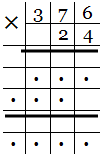 × 3 7 6
2 4
. . .
. . .
. . . .